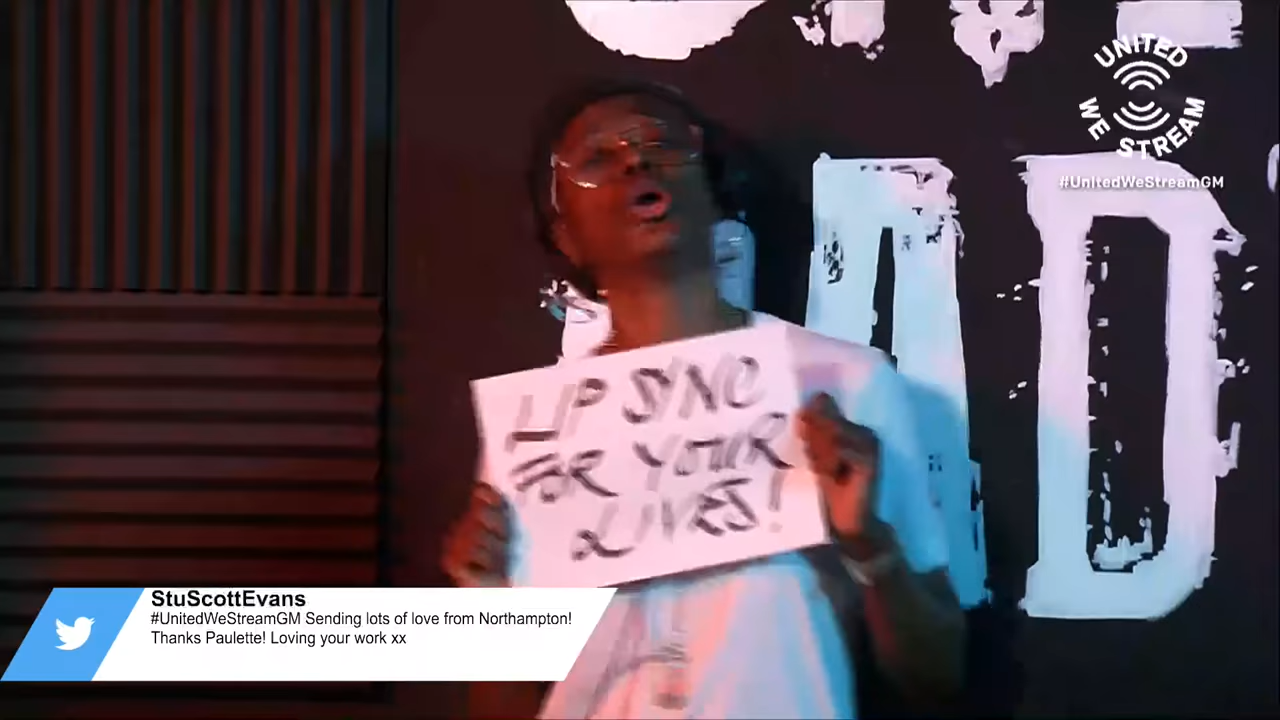 UNITED
WE STREAM
#UnitedWeStreamGM
AD
LIP SYNC
FOR YOUR
LIVES!
StuScottEvans
#UnitedWeStreamGM Sending lots of love from Northampton!
Thanks Paulette! Loving your work xx